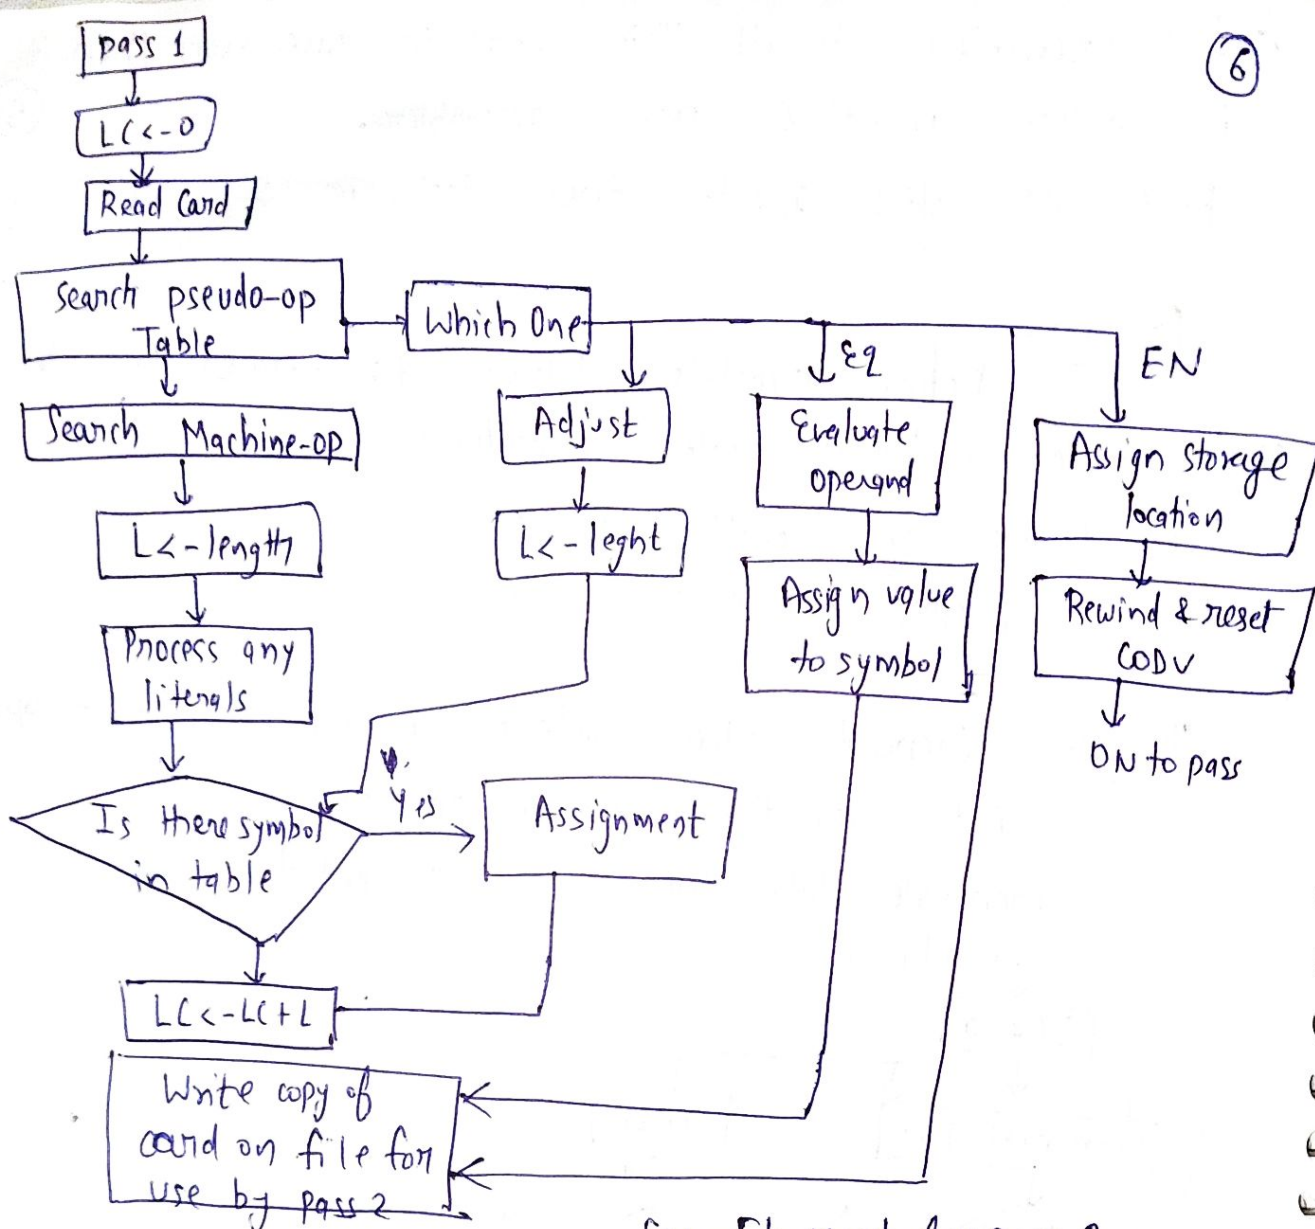 pass 1
6
LC<-0
Read Card
Search pseudo-op
Table
Which One
Eq
EN
Search Machine-op
Adjust
Evaluate
operand
Assign storage
location
L<-length
L<-leght
Assign value
to symbol
Rewind & reset
CODV
Process any
literals
ON to pass
Yes
Is there symbol
in table
Assignment
LC<-LC+L
Write copy of
card on file for
use by pass 2